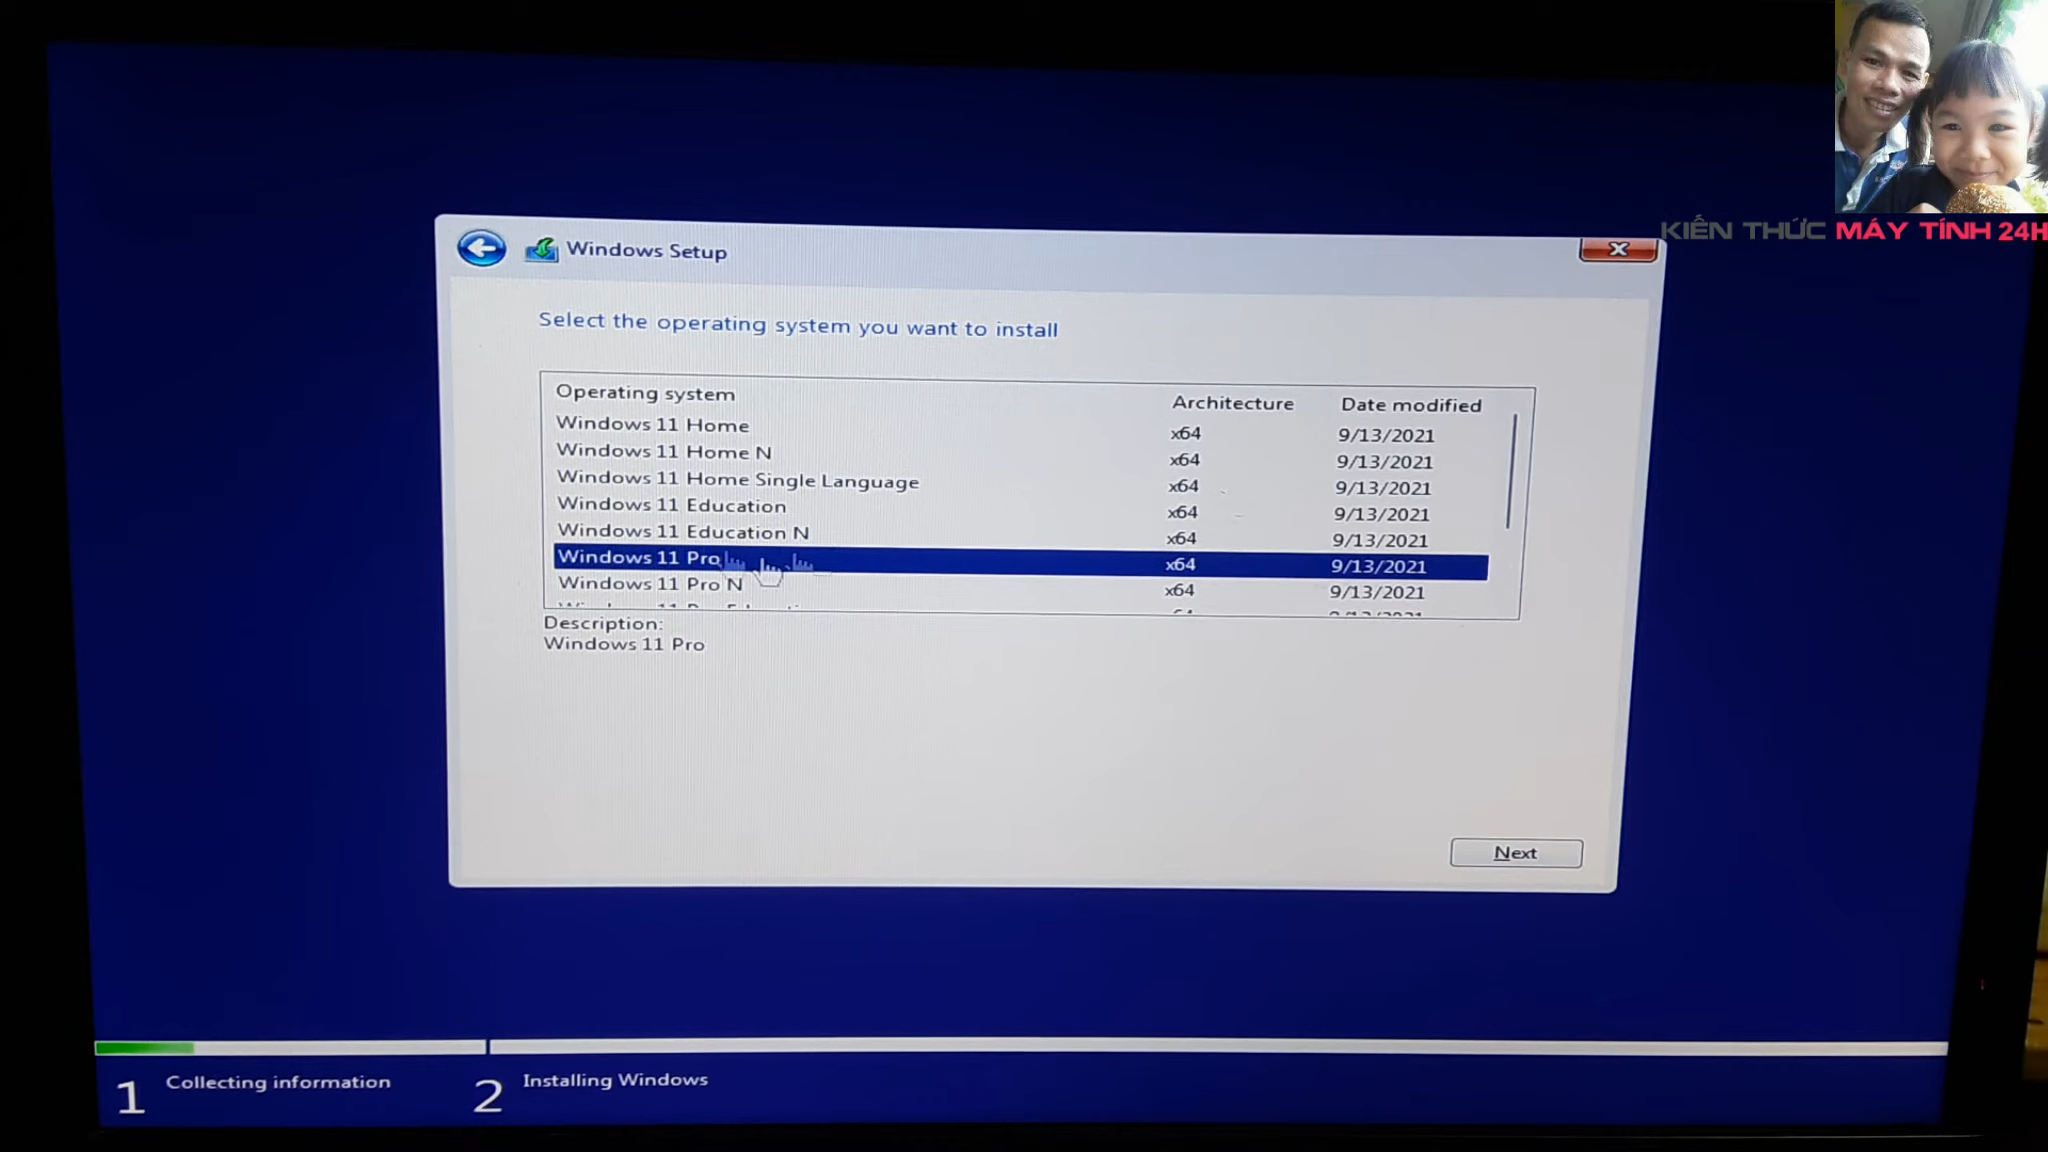 KIẾN THỨC MÁY TÍNH 24H
Windows Setup
Select the operating system you want to install
Operating system Architecture Date modified
Windows 11 Home x64 9/13/2021
Windows 11 Home N x64 9/13/2021
Windows 11 Home Single Language x64 9/13/2021
Windows 11 Education x64 9/13/2021
Windows 11 Education N x64 9/13/2021
Windows 11 Pro x64 9/13/2021
Windows 11 Pro N x64 9/13/2021
Description:
Windows 11 Pro
Next
1 Collecting information 2 Installing Windows